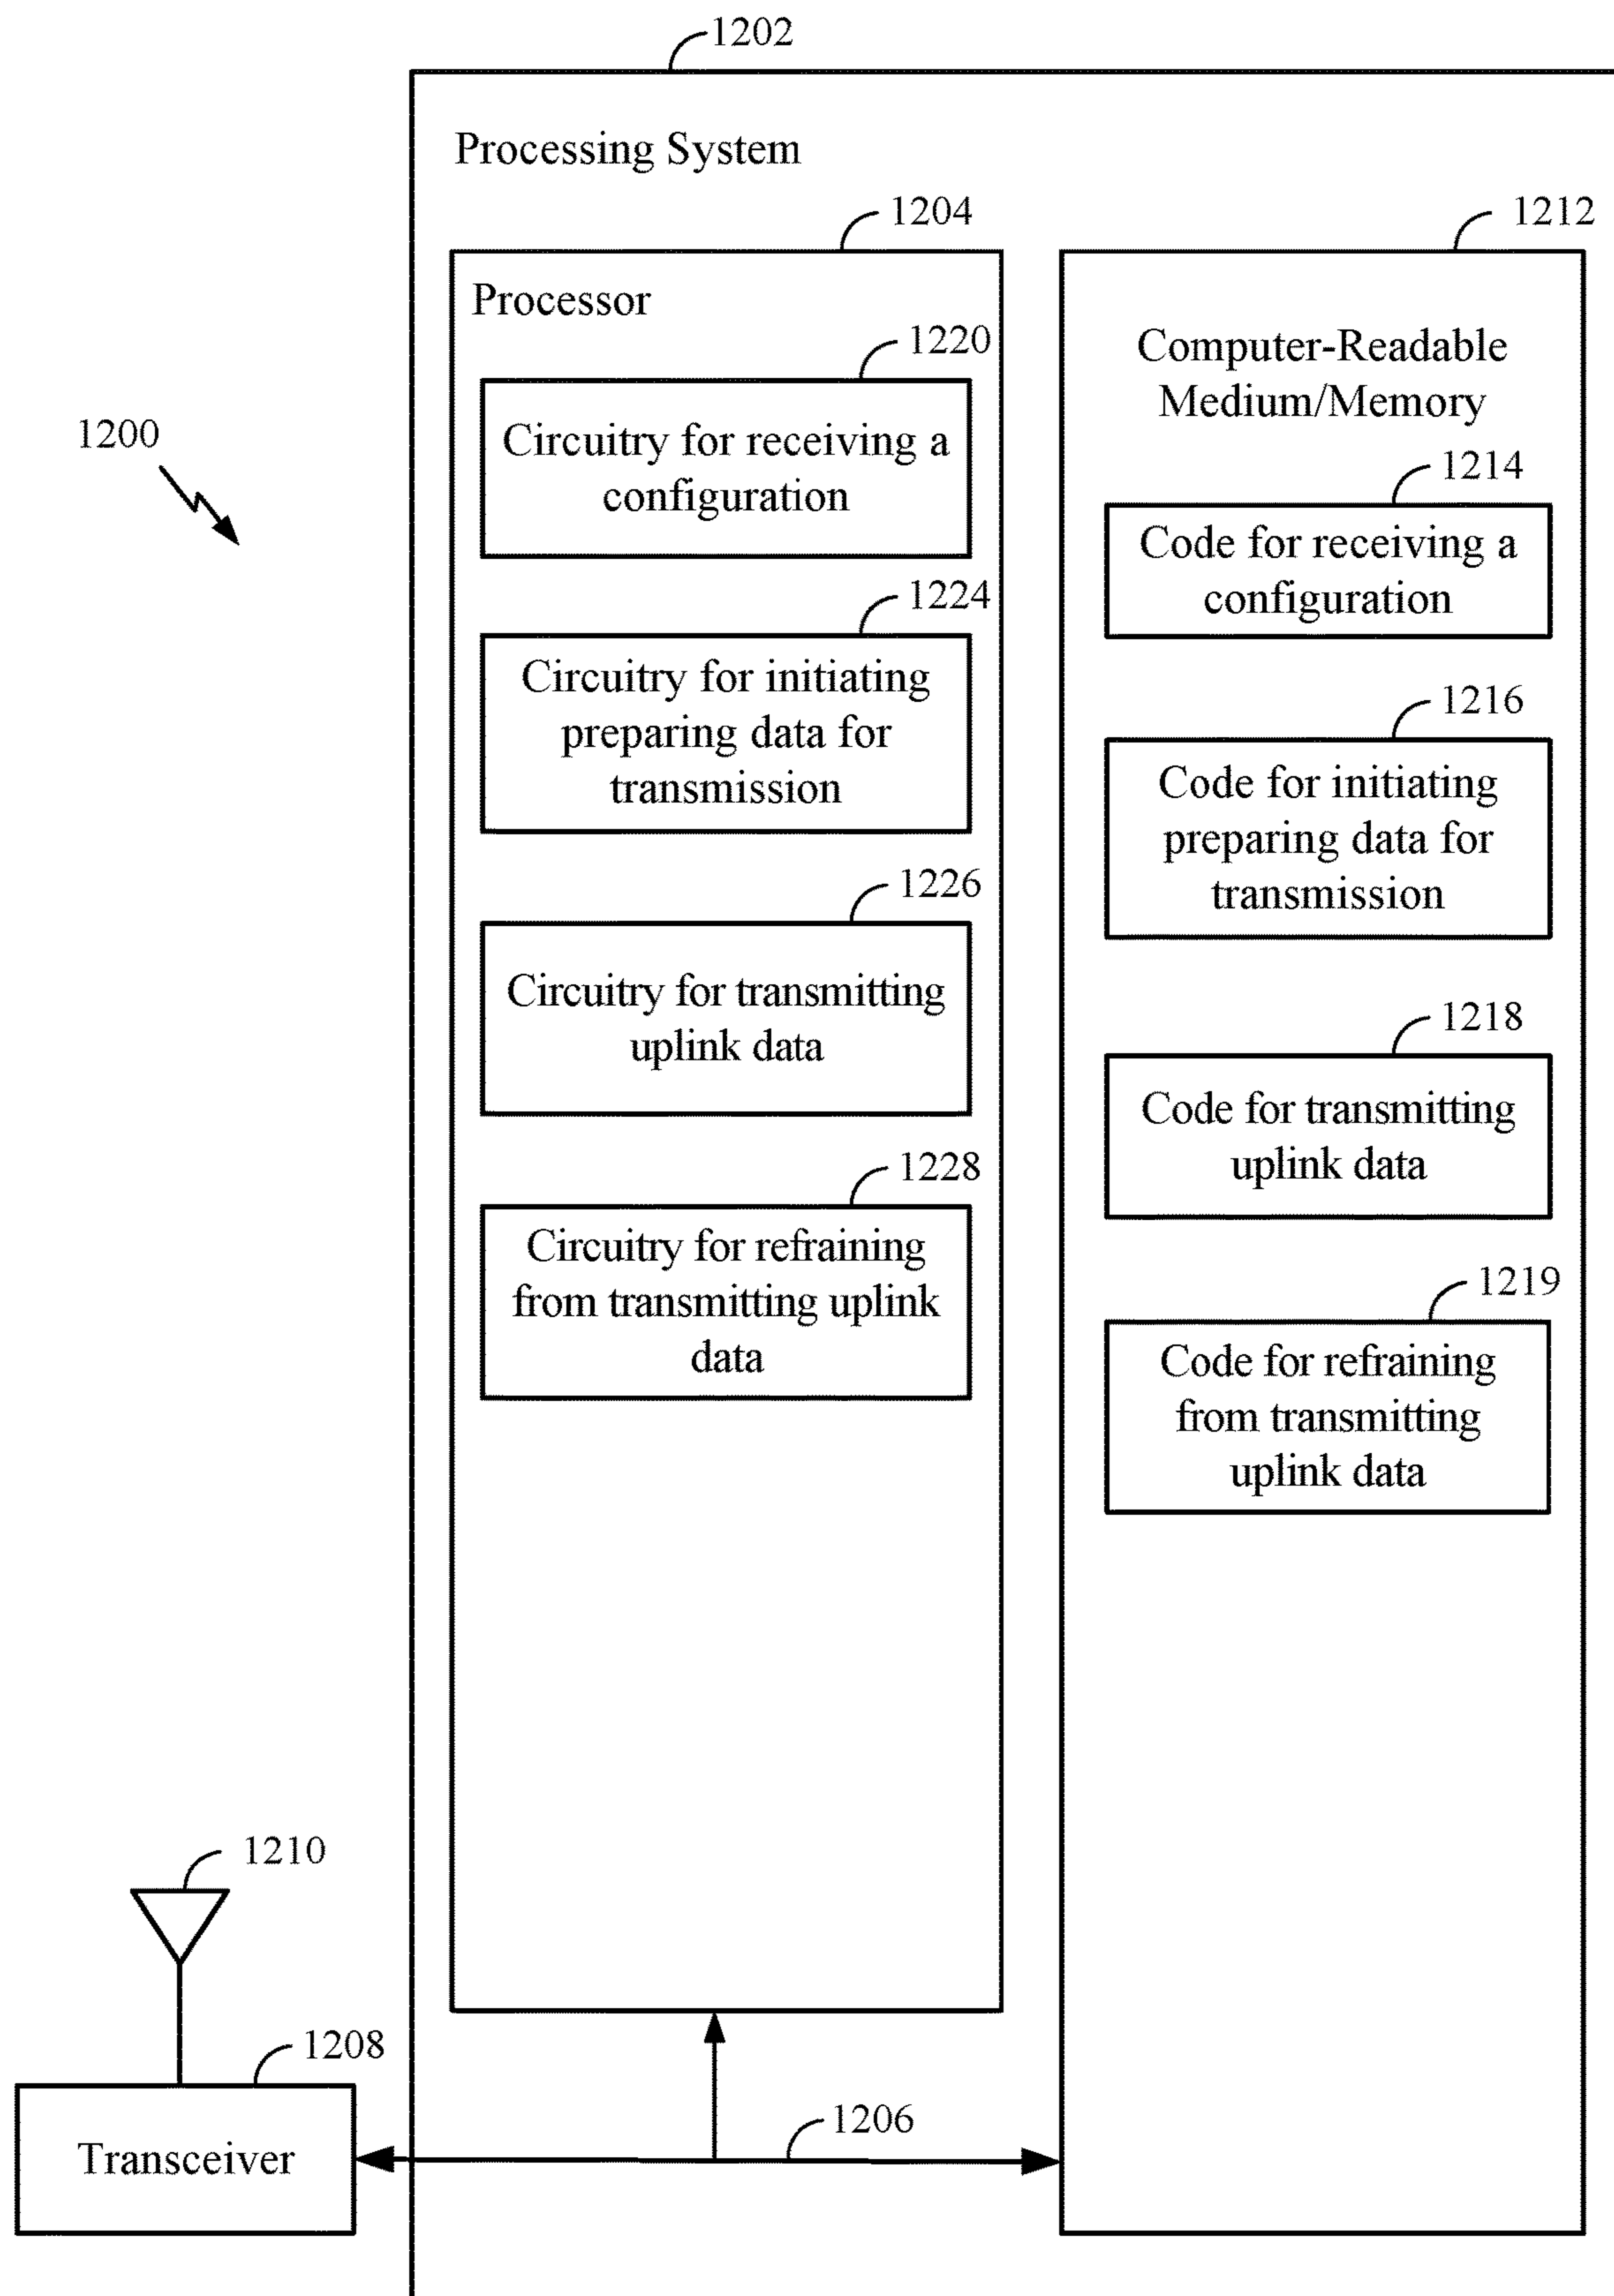 1202
Processing System
1204
1212
Processor
1220
Circuitry for receiving a
configuration
1224
Circuitry for initiating
preparing data for
transmission
1226
Circuitry for transmitting
uplink data
1228
Circuitry for refraining
from transmitting uplink
data
Computer-Readable
Medium/Memory
1214
Code for receiving a
configuration
1216
Code for initiating
preparing data for
transmission
1218
Code for transmitting
uplink data
1219
Code for refraining
from transmitting
uplink data
1200
1210
1208
Transceiver
1206